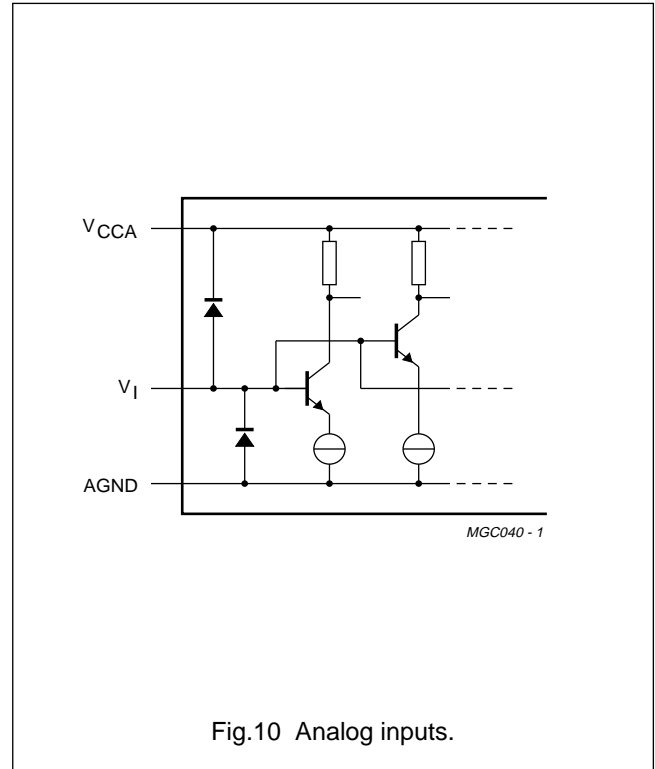 VCCA
VI
AGND
MGC040 - 1
Fig.10 Analog inputs.